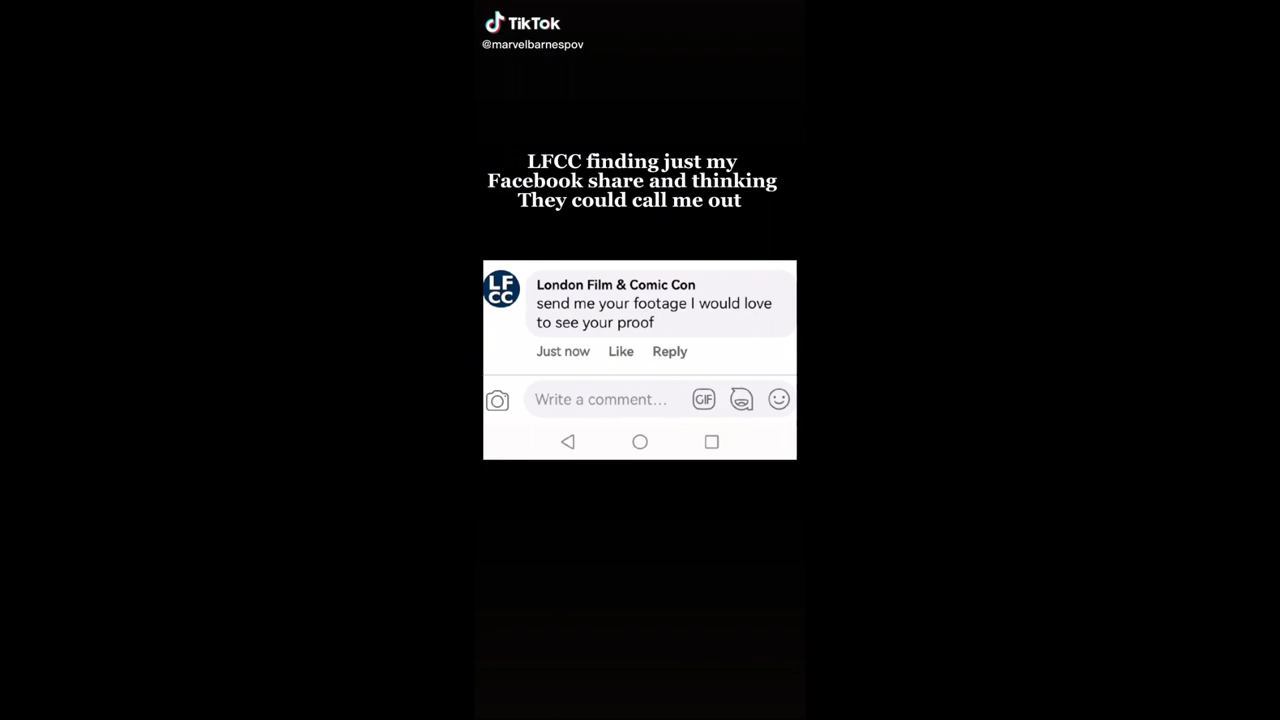 TikTok
@marvelbarnespov
LFCC finding just my
Facebook share and thinking
They could call me out
LF
CC
London Film & Comic Con
send me your footage I would love
to see your proof
Just now Like Reply
Write a comment... GIF